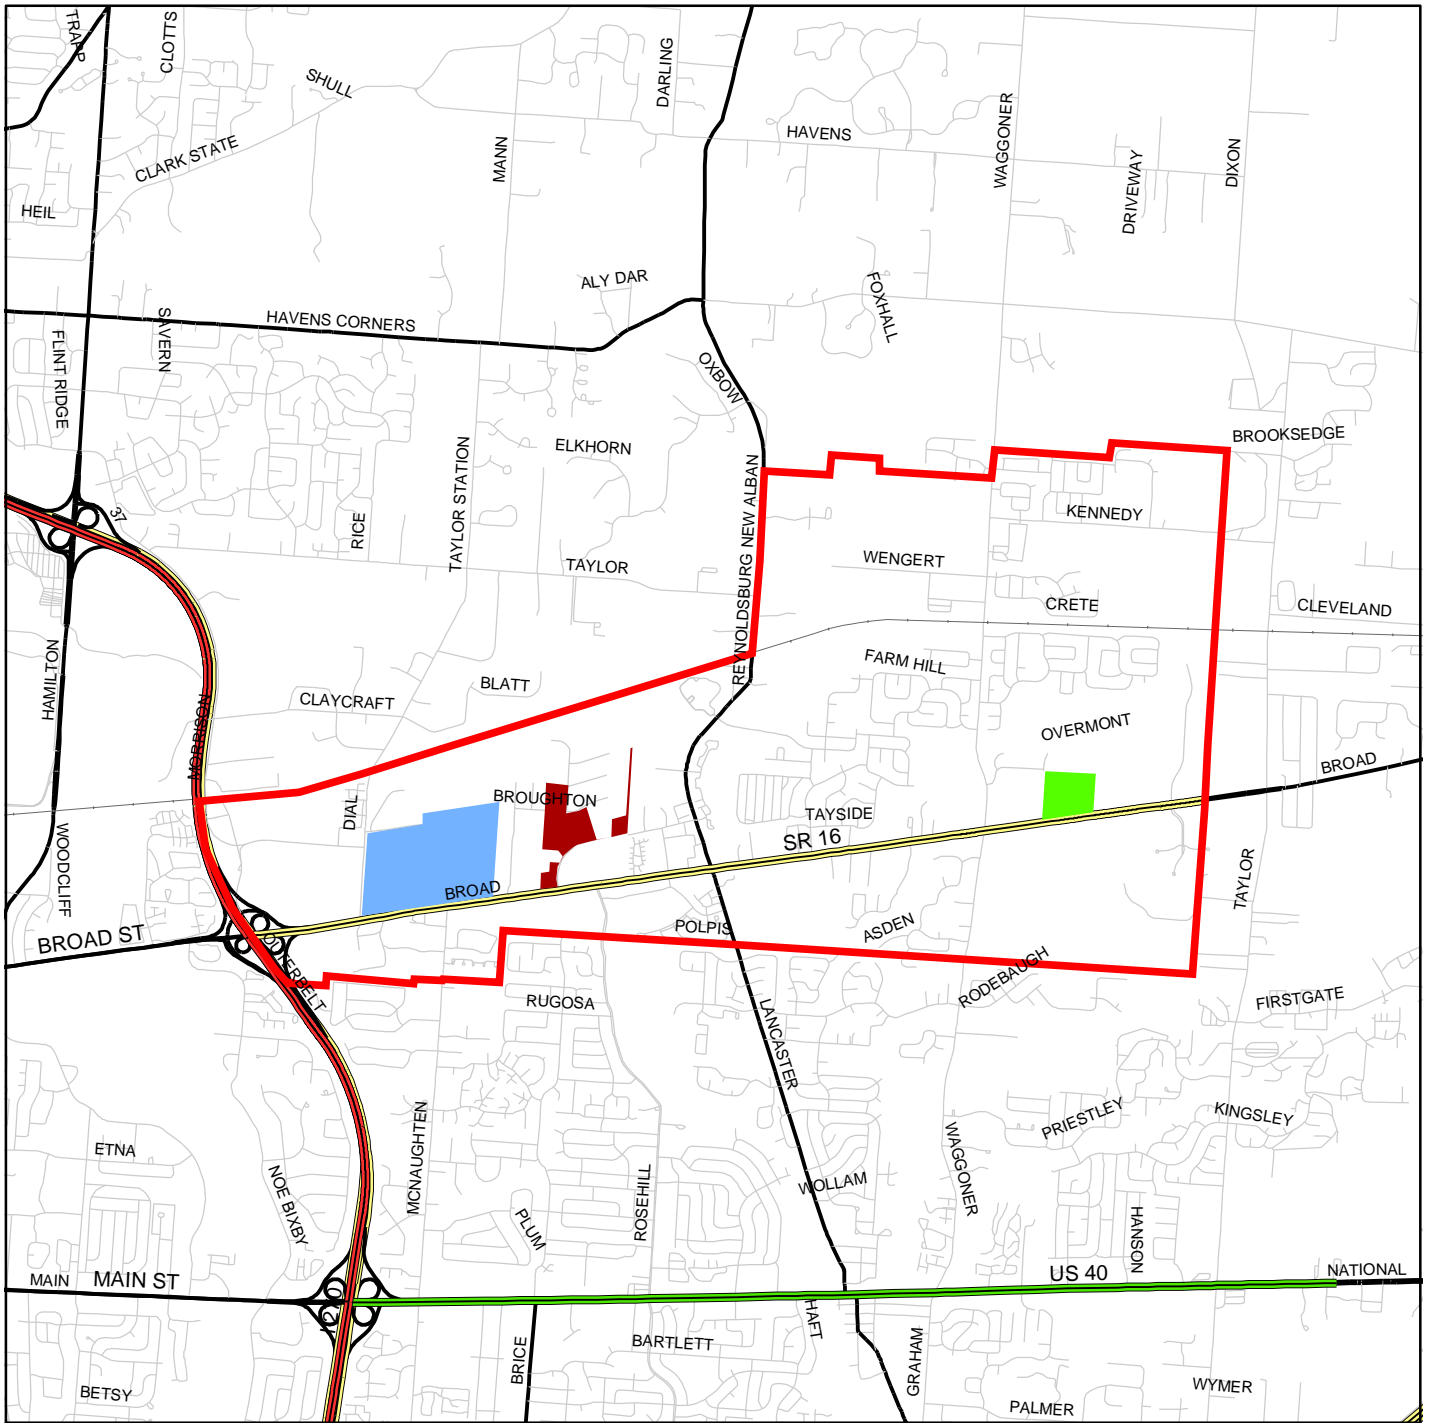 TRAPP
CLOTTS
SHULL
DARLING
HAVENS
WAGGONER
DRIVEWAY
DIXON
CLARK STATE
MANN
HEIL
ALY DAR
FOXHALL
HAVENS CORNERS
SAVERN
FLINT RIDGE
OXBOW
ELKHORN
BROOKSEDGE
TAYLOR STATION
REYNOLDSBURG NEW ALBAN
KENNEDY
37
RICE
TAYLOR
WENGERT
CRETE
CLEVELAND
HAMILTON
FARM HILL
BLATT
CLAYCRAFT
MORRISON
OVERMONT
BROAD
BROUGHTON
DIAL
TAYSIDE
SR 16
WOODCLIFF
BROAD
TAYLOR
BROAD ST
POLPIS
ASDEN
OUTERBELT
RODEBAUGH
RUGOSA
FIRSTGATE
LANCASTER
PRIESTLEY
KINGSLEY
MCNAUGHTEN
ETNA
WAGGONER
NOE BIXBY
WOLLAM
ROSEHILL
PLUM
HANSON
MAIN
MAIN ST
US 40
NATIONAL
I 270
HAFT
BRICE
BARTLETT
GRAHAM
BETSY
WYMER
PALMER